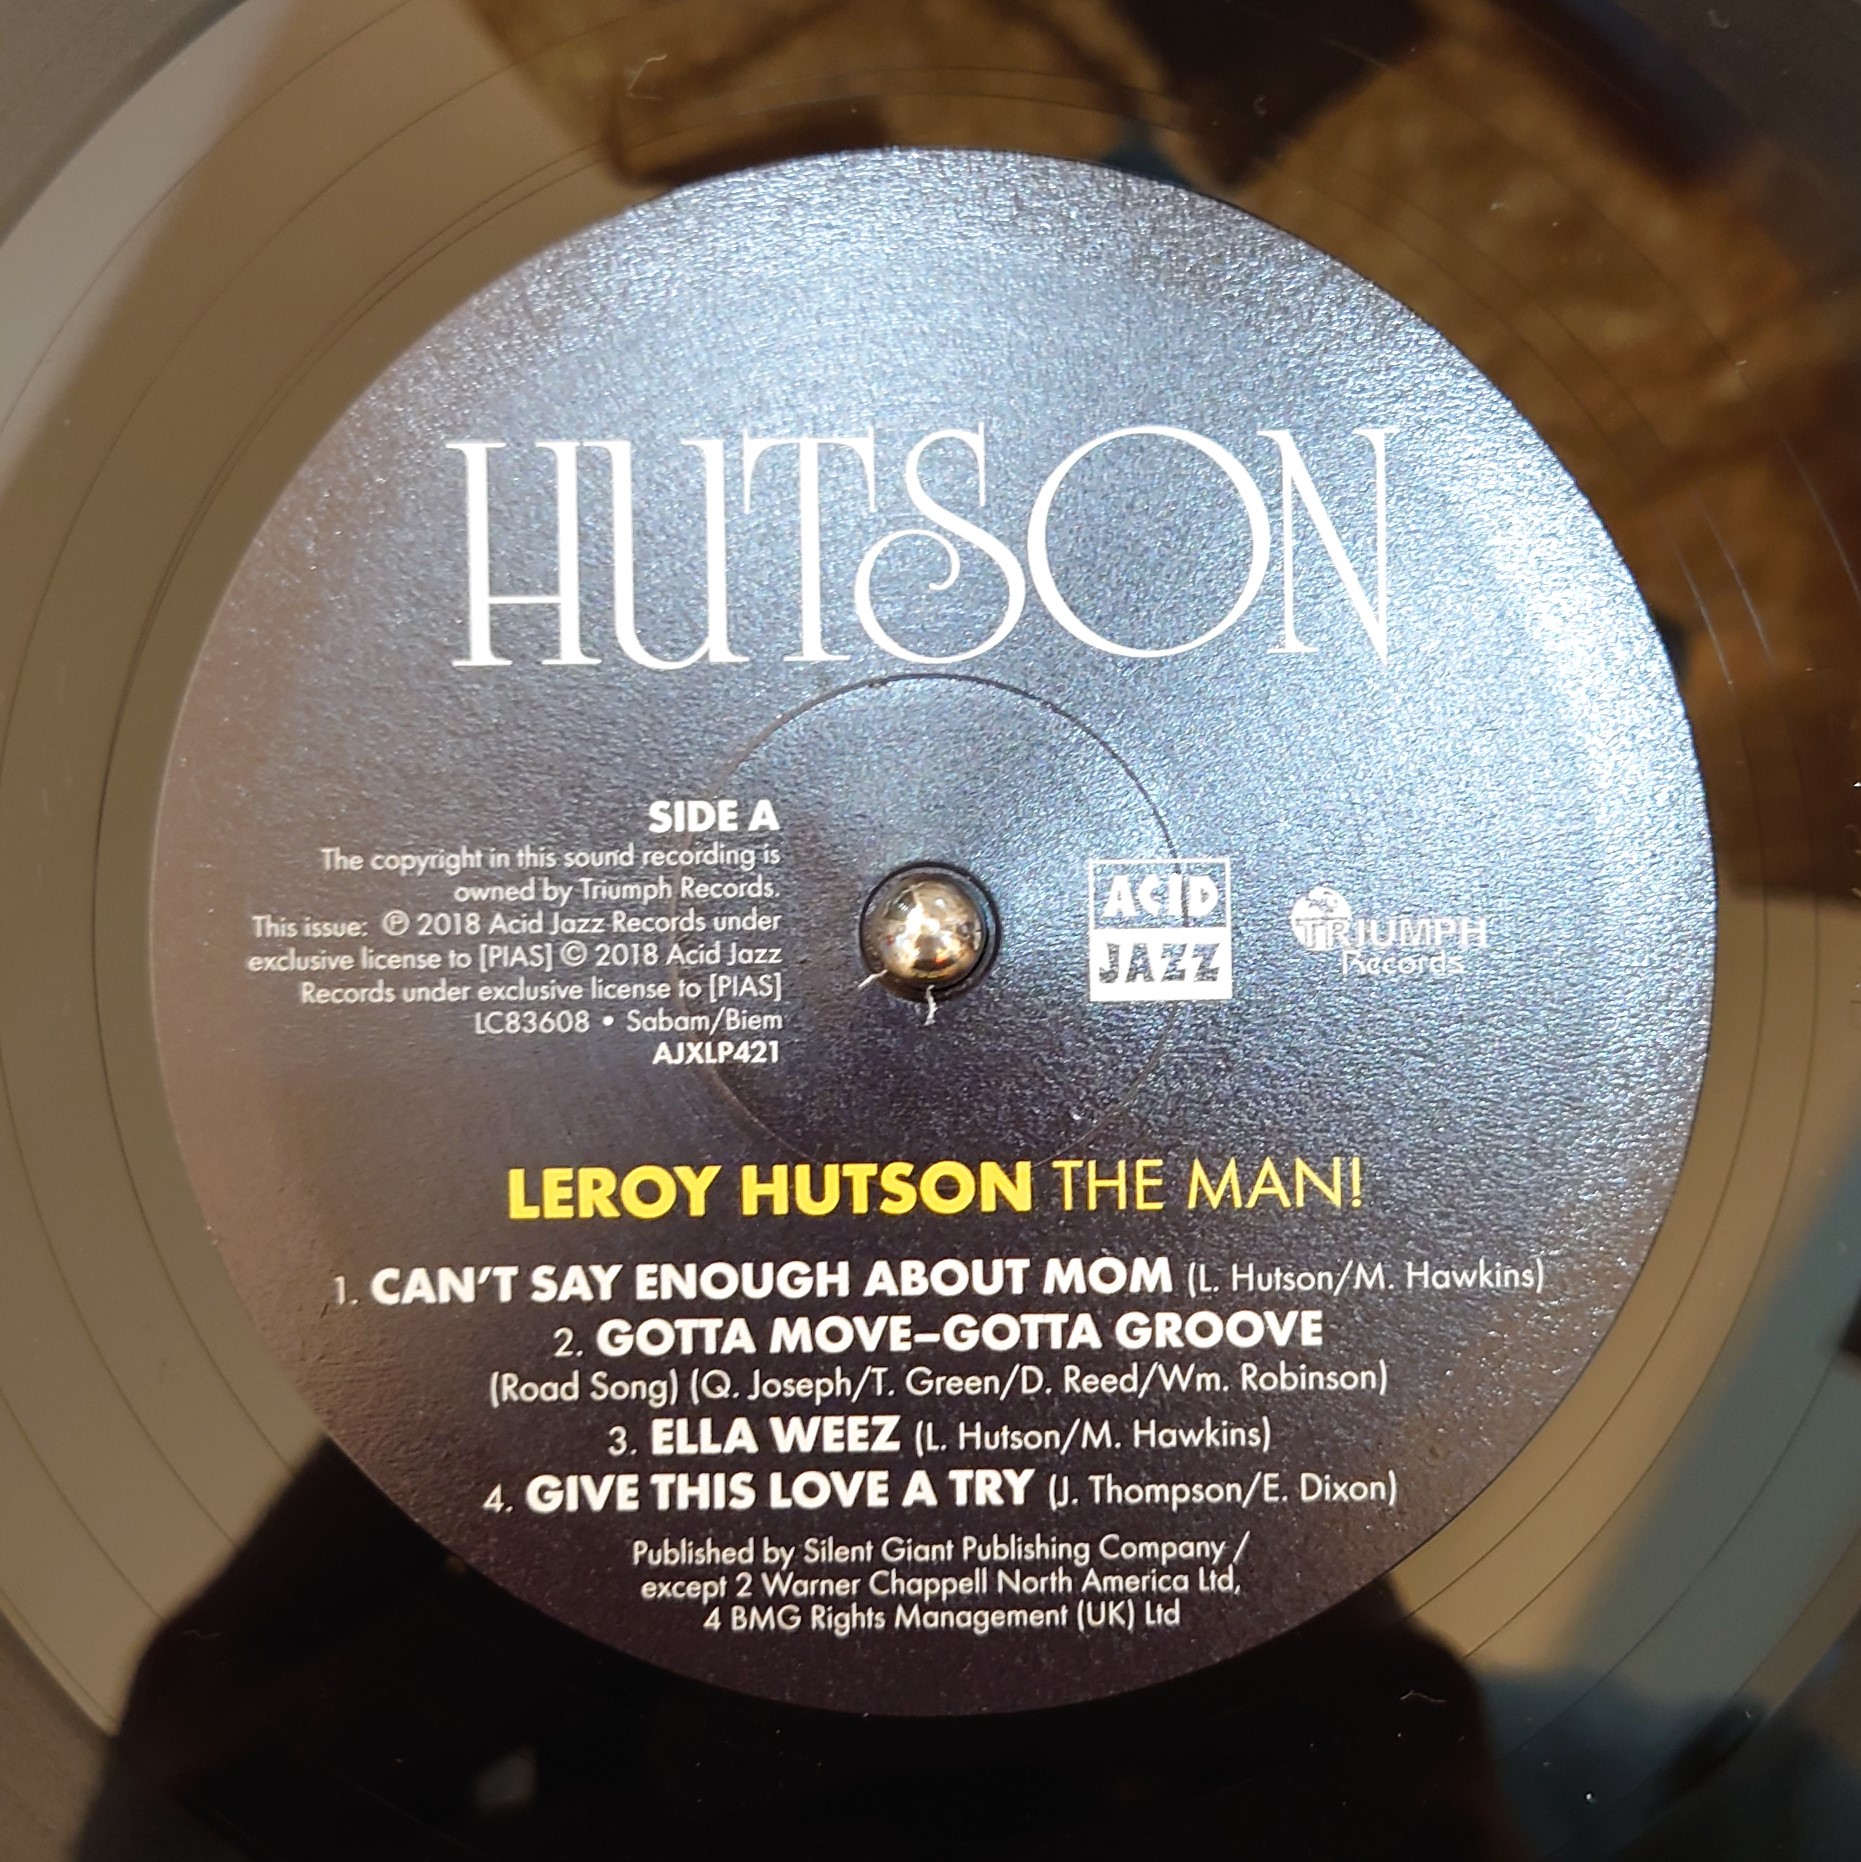 HUTSON
SIDE A
The copyright in this sound recording is
owned by Triumph Records.
This issue: ℗ 2018 Acid Jazz Records under
exclusive license to [PIAS] © 2018 Acid Jazz
Records under exclusive license to [PIAS]
LC83608 • Sabam/Biem
AJXLP421
ACID
JAZZ
TRIUMPH
Records
LEROY HUTSON THE MAN!
1. CAN'T SAY ENOUGH ABOUT MOM (L. Hutson/M. Hawkins)
2. GOTTA MOVE–GOTTA GROOVE
(Road Song) (Q. Joseph/T. Green/D. Reed/Wm. Robinson)
3. ELLA WEEZ (L. Hutson/M. Hawkins)
4. GIVE THIS LOVE A TRY (J. Thompson/E. Dixon)
Published by Silent Giant Publishing Company /
except 2 Warner Chappell North America Ltd,
4 BMG Rights Management (UK) Ltd